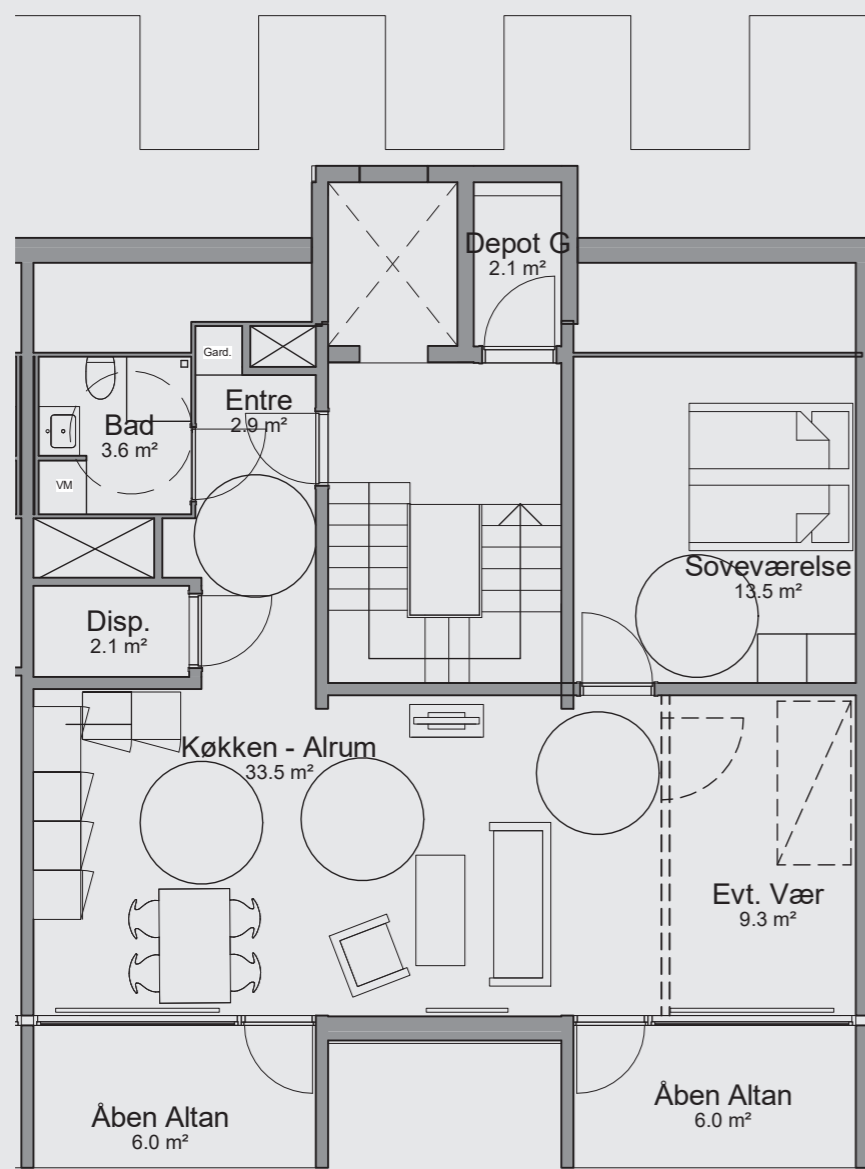 Depot G
2.1 m²
Gard.
Entre
2.9 m²
Bad
3.6 m²
VM
Soveværelse
13.5 m²
Disp.
2.1 m²
Køkken - Alrum
33.5 m²
Evt. Vær
9.3 m²
Åben Altan
6.0 m²
Åben Altan
6.0 m²